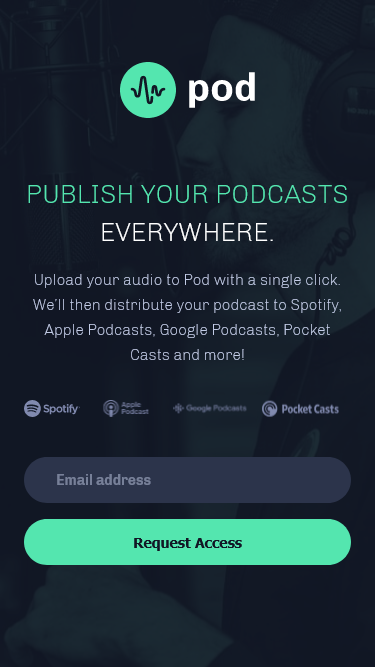 pod
PUBLISH YOUR PODCASTS
EVERYWHERE.
Upload your audio to Pod with a single click.
We’ll then distribute your podcast to Spotify,
Apple Podcasts, Google Podcasts, Pocket
Casts and more!
Spotify Apple Podcast Google Podcasts Pocket Casts
Email address
Request Access